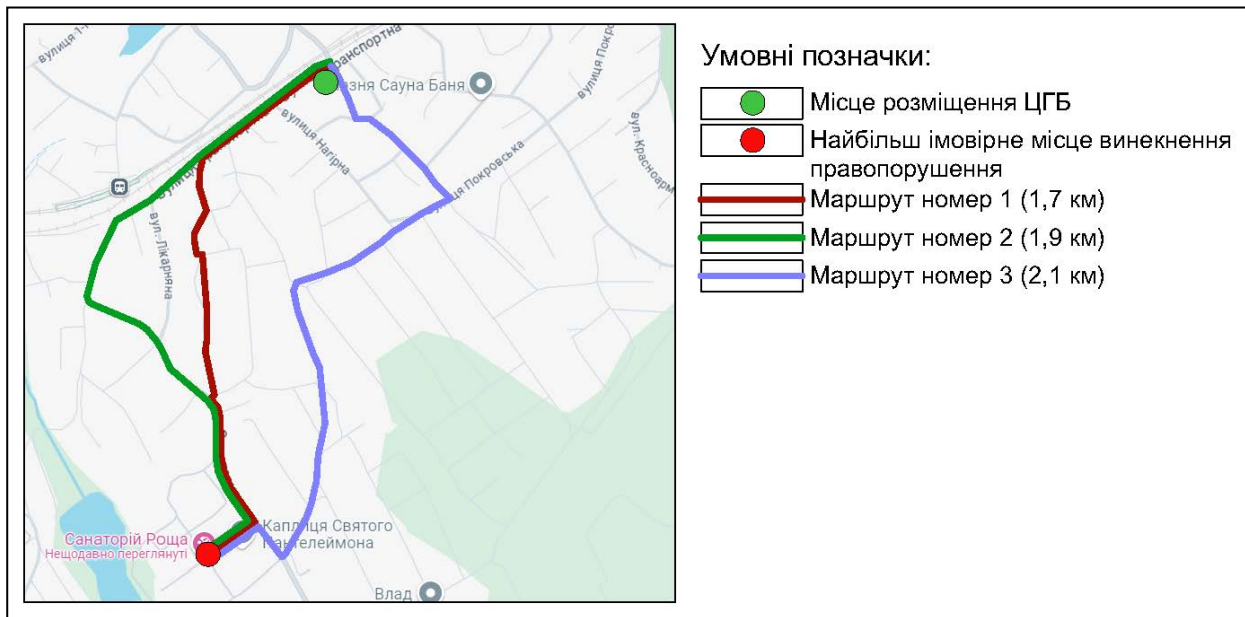 Умовні позначки:
Місце розміщення ЦГБ
Найбільш імовірне місце винекнення
правопорушення
Маршрут номер 1 (1,7 км)
Маршрут номер 2 (1,9 км)
Маршрут номер 3 (2,1 км)
Сауна Баня
вулиця Покровська
вулиця Нагірна
вул. Лікарняна
Санаторій Роща
Нещодавно переглянуті
Каплиця Святого
Пантелеймона
Влад